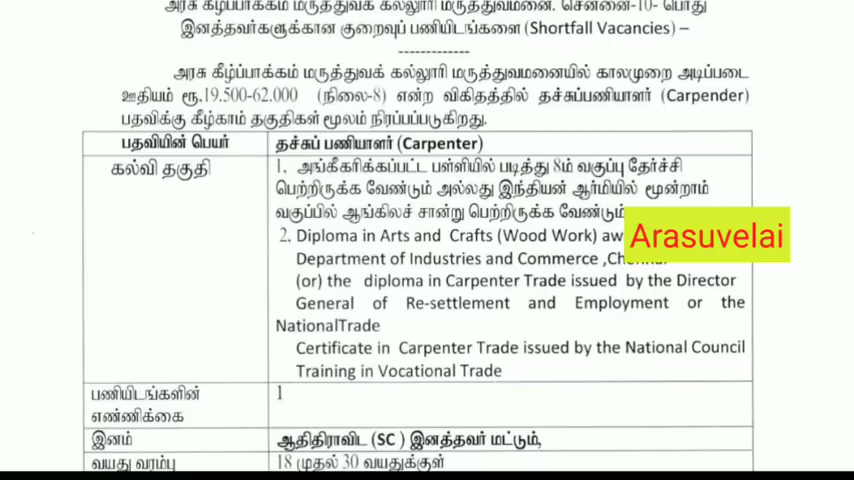 அரசு கீழ்ப்பாக்கம் மருத்துவக் கல்லூரி மருத்துவமனை. சென்னை-10- பொது
இனத்தவர்களுக்கான குறைவுப் பணியிடங்களை (Shortfall Vacancies) –
-------------
அரசு கீழ்ப்பாக்கம் மருத்துவக் கல்லூரி மருத்துவமனையில் காலமுறை அடிப்படை
ஊதியம் ரூ.19.500-62.000 (நிலை-8) என்ற விகிதத்தில் தச்சுப்பணியாளர் (Carpender)
பதவிக்கு கீழ்காம் தகுதிகள் மூலம் நிரப்பப்படுகிறது.
பதவியின் பெயர் தச்சுப் பணியாளர் (Carpenter)
கல்வி தகுதி 1. அங்கீகரிக்கப்பட்ட பள்ளியில் படித்து 8ம் வகுப்பு தேர்ச்சி
பெற்றிருக்க வேண்டும் அல்லது இந்தியன் ஆர்மியில் மூன்றாம்
வகுப்பில் ஆங்கிலச் சான்று பெற்றிருக்க வேண்டும்
2. Diploma in Arts and Crafts (Wood Work)
Arasuvelai
Department of Industries and Commerce ,Chennai
(or) the diploma in Carpenter Trade issued by the Director
General of Re-settlement and Employment or the
NationalTrade
Certificate in Carpenter Trade issued by the National Council
Training in Vocational Trade
பணியிடங்களின் 1
எண்ணிக்கை
இனம் ஆதிதிராவிட (SC ) இனத்தவர் மட்டும்,
வயது வரம்பு 18 முதல் 30 வயதுக்குள்